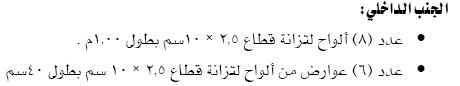 الجنب الداخلي:
• عدد (٨) ألواح لتزانة قطاع ٢,٥ × ١٠سم بطول ١,٠٠م .
• عدد (٦) عوارض من ألواح لتزانة قطاع ٢,٥ × ١٠ سم بطول ٤٠سم